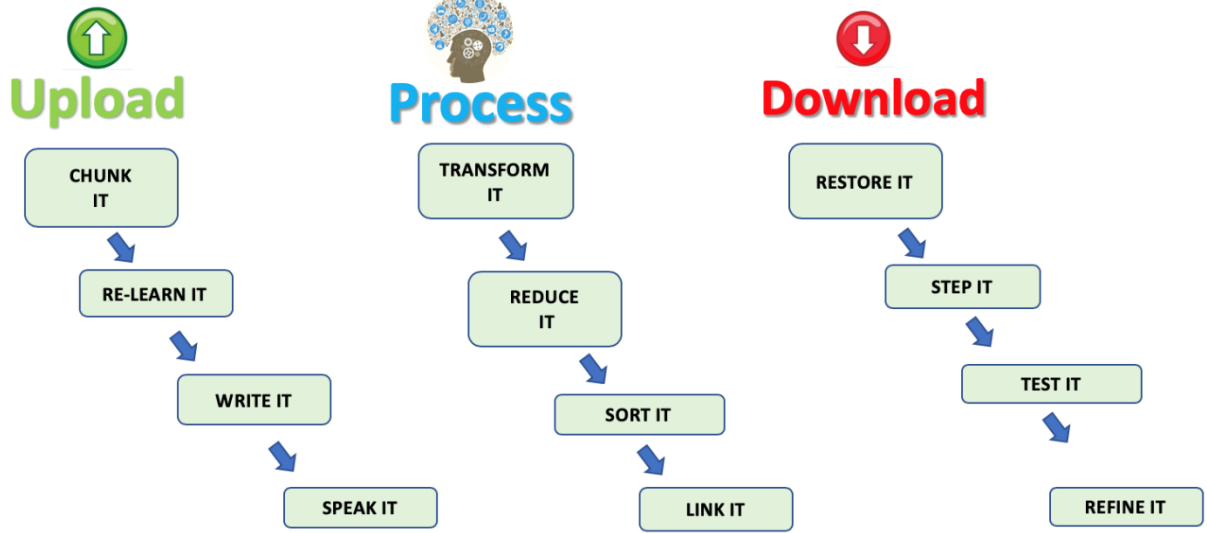 Upload
CHUNK
IT
RE-LEARN IT
WRITE IT
SPEAK IT
Process
TRANSFORM
IT
REDUCE
IT
SORT IT
LINK IT
Download
RESTORE IT
STEP IT
TEST IT
REFINE IT